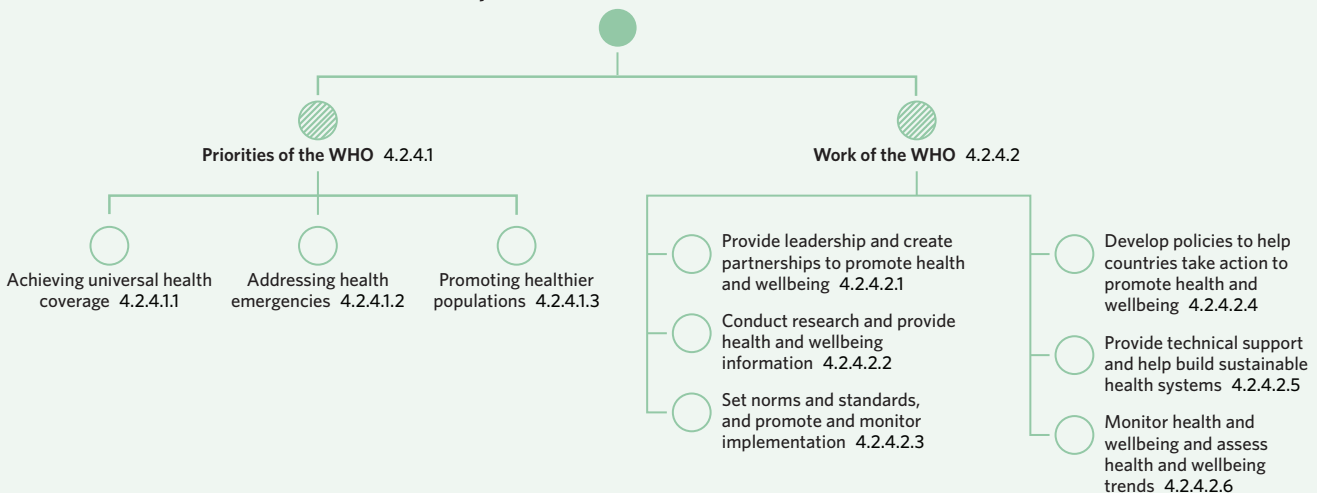 Priorities of the WHO 4.2.4.1
Work of the WHO 4.2.4.2
Achieving universal health
coverage 4.2.4.1.1
Addressing health
emergencies 4.2.4.1.2
Promoting healthier
populations 4.2.4.1.3
Provide leadership and create
partnerships to promote health
and wellbeing 4.2.4.2.1
Conduct research and provide
health and wellbeing
information 4.2.4.2.2
Set norms and standards,
and promote and monitor
implementation 4.2.4.2.3
Develop policies to help
countries take action to
promote health and
wellbeing 4.2.4.2.4
Provide technical support
and help build sustainable
health systems 4.2.4.2.5
Monitor health and
wellbeing and assess
health and wellbeing
trends 4.2.4.2.6